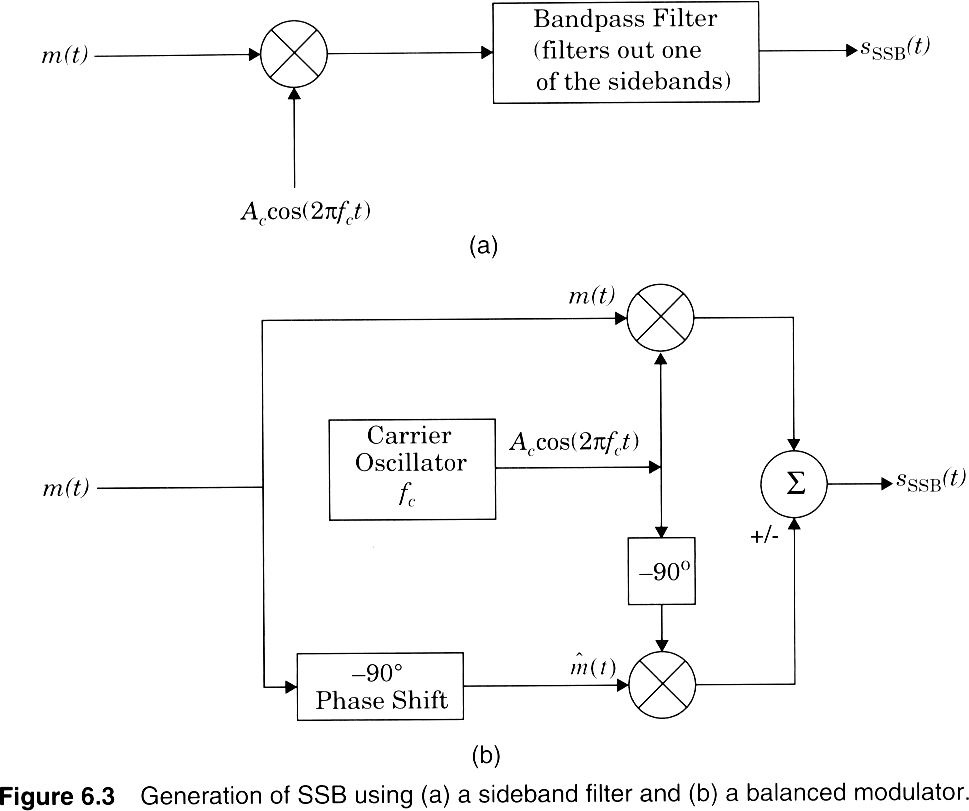 m(t)
Bandpass Filter
(filters out one
of the sidebands)
s_SSB(t)
A_c cos(2πf_c t)
(a)
m(t)
Carrier
Oscillator
f_c
A_c cos(2πf_c t)
m(t)
Σ
s_SSB(t)
+/-
–90°
–90°
Phase Shift
m̂(t)
(b)
Figure 6.3 Generation of SSB using (a) a sideband filter and (b) a balanced modulator.